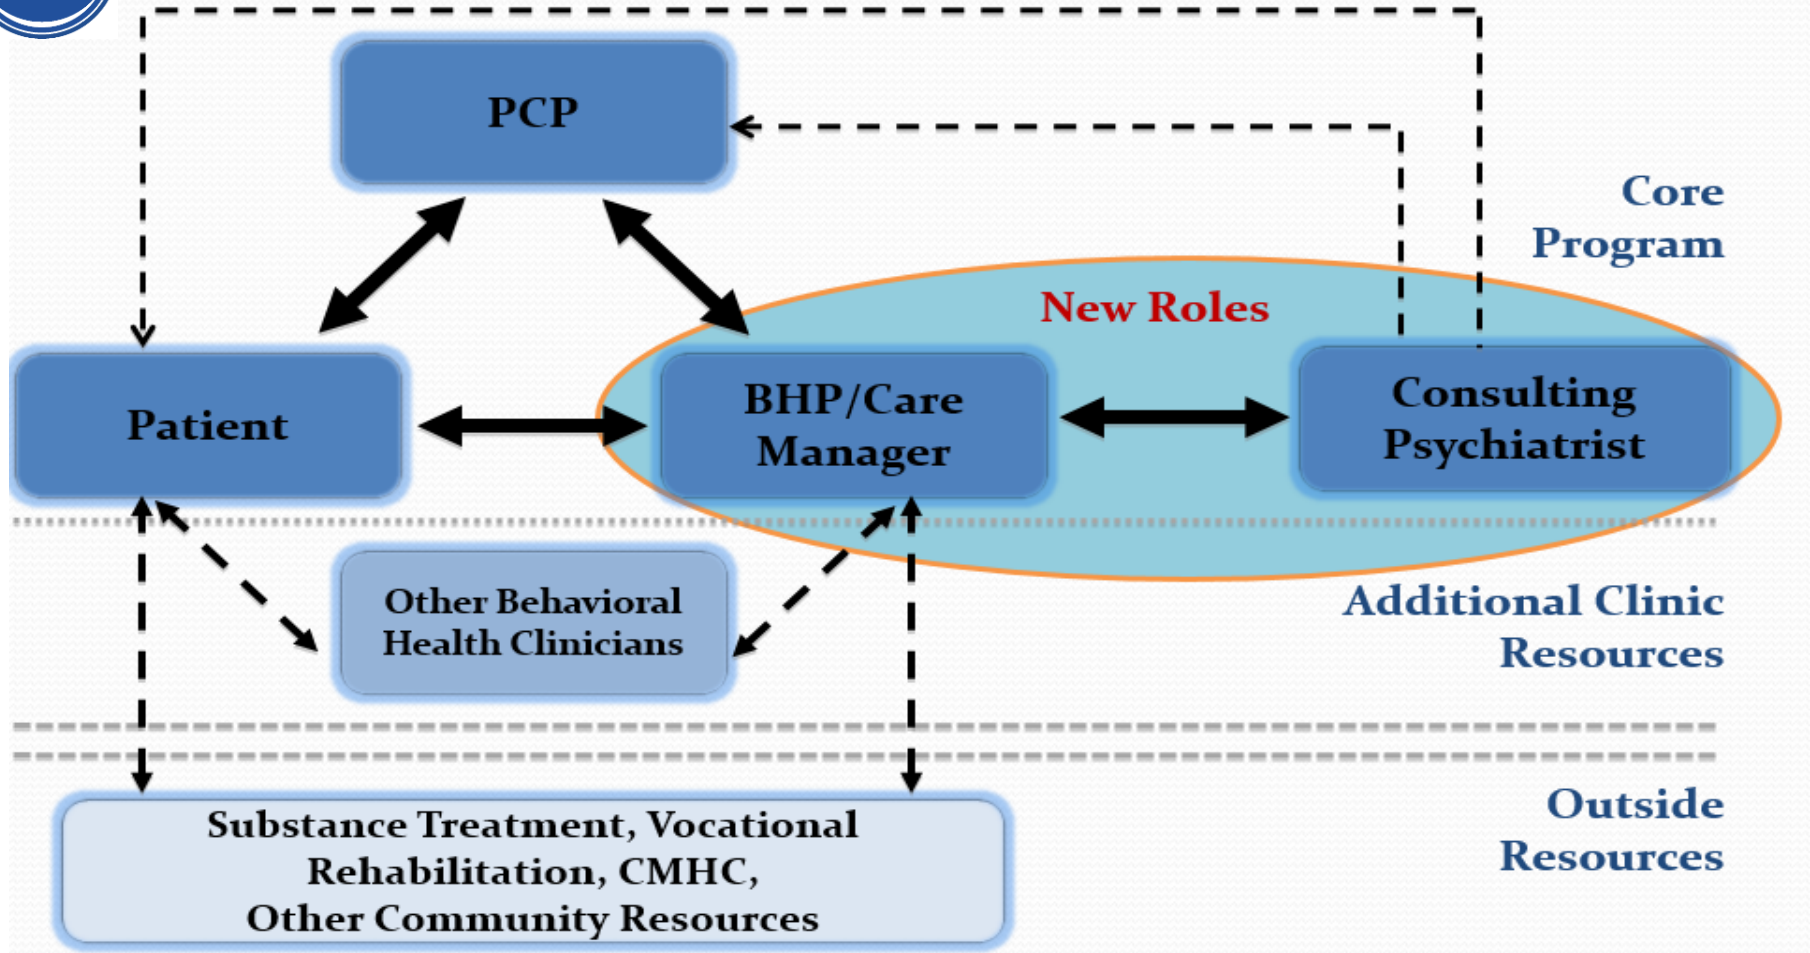 PCP
Core
Program
New Roles
Patient
BHP/Care
Manager
Consulting
Psychiatrist
Other Behavioral
Health Clinicians
Additional Clinic
Resources
Substance Treatment, Vocational
Rehabilitation, CMHC,
Other Community Resources
Outside
Resources